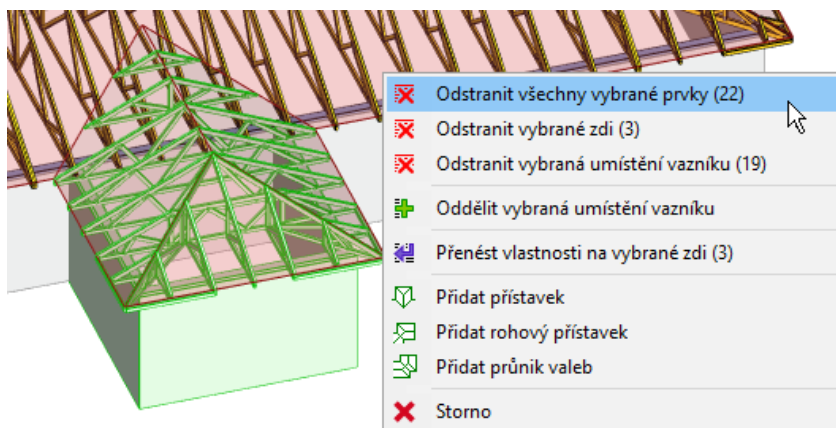 Odstranit všechny vybrané prvky (22)
Odstranit vybrané zdi (3)
Odstranit vybraná umístění vazníku (19)
Oddělit vybraná umístění vazníku
Přenést vlastnosti na vybrané zdi (3)
Přidat přístavek
Přidat rohový přístavek
Přidat průnik valeb
Storno